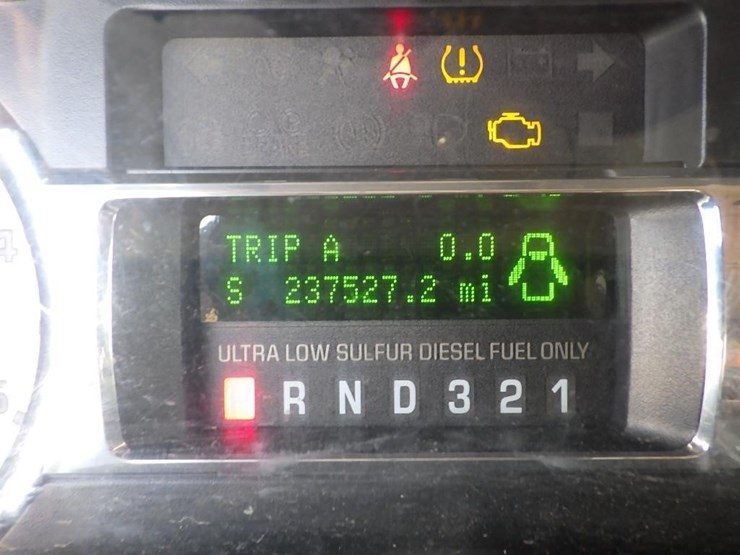 TRIP A 0.0
S 237527.2 mi
ULTRA LOW SULFUR DIESEL FUEL ONLY
R N D 3 2 1